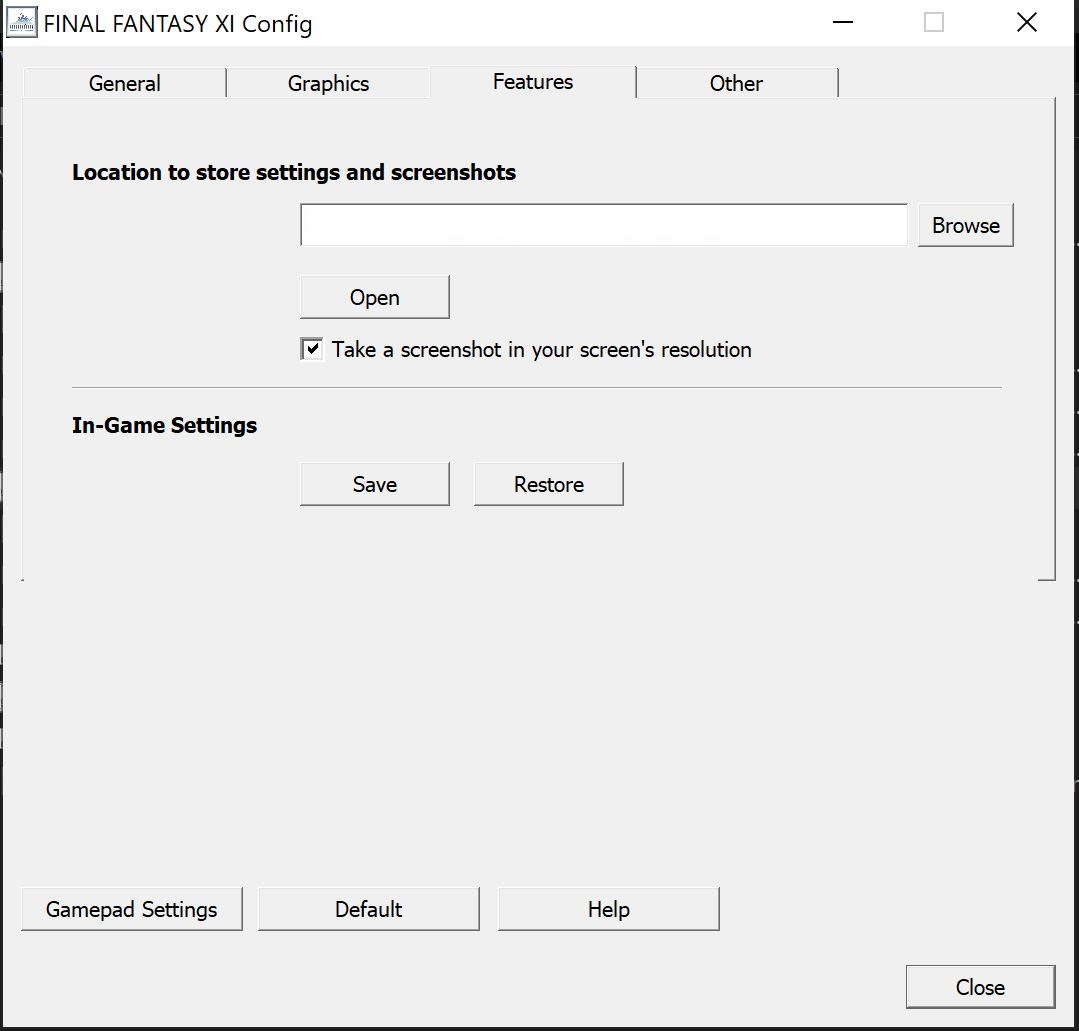 FINAL FANTASY XI Config
General Graphics Features Other
Location to store settings and screenshots
Browse
Open
Take a screenshot in your screen's resolution
In-Game Settings
Save Restore
Gamepad Settings Default Help
Close